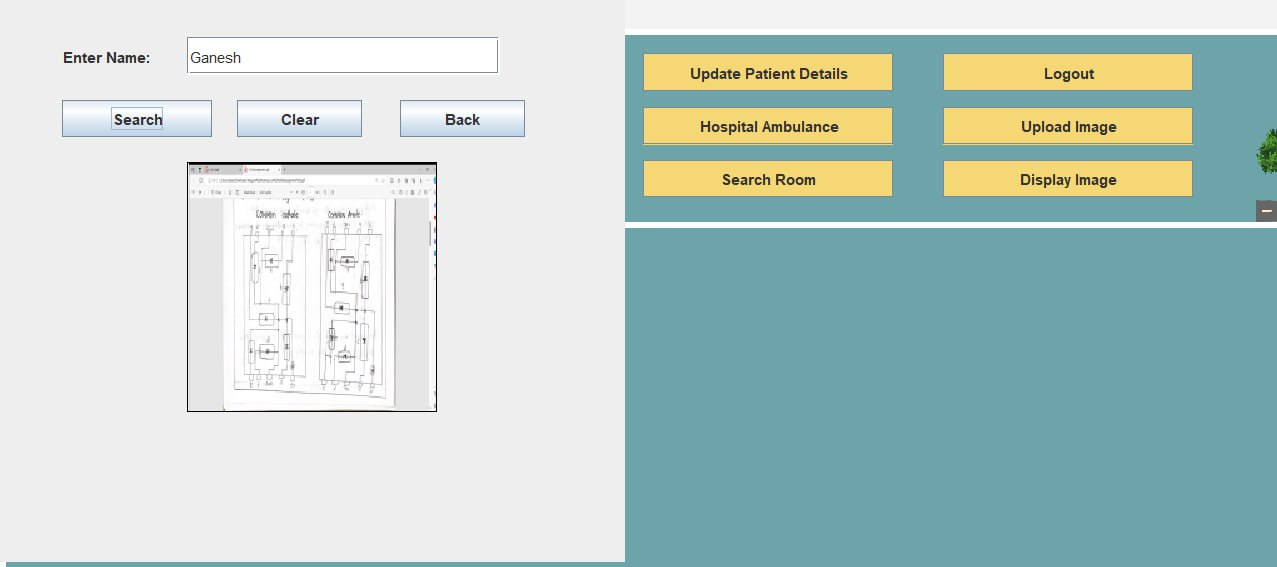 Enter Name:
Ganesh
Search
Clear
Back
Update Patient Details
Logout
Hospital Ambulance
Upload Image
Search Room
Display Image